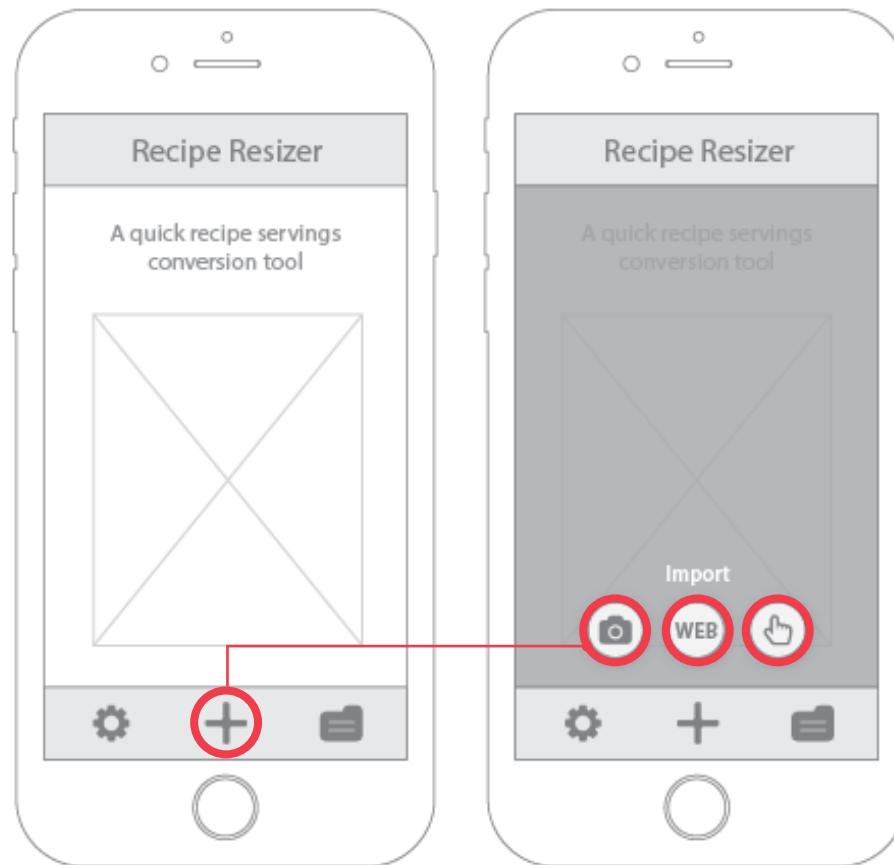 Recipe Resizer
A quick recipe servings
conversion tool
Recipe Resizer
A quick recipe servings
conversion tool
Import
WEB